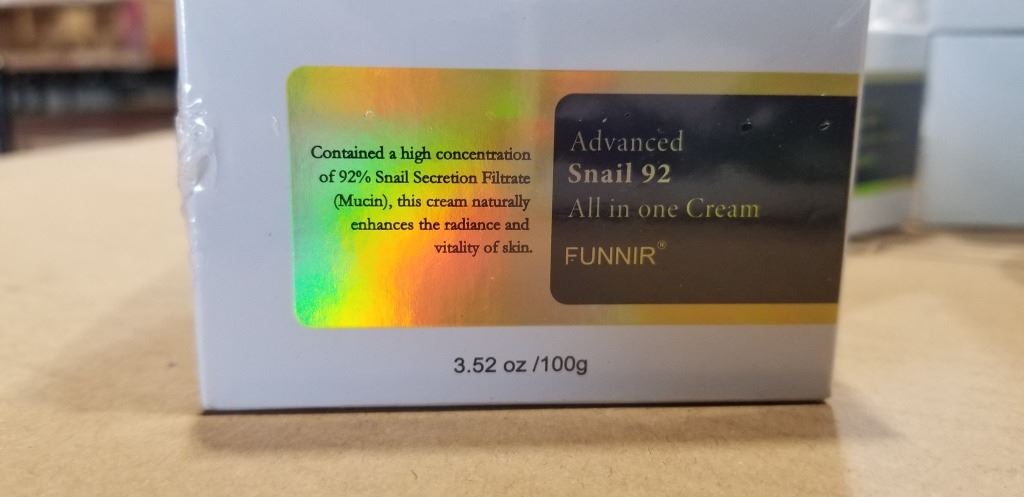 Contained a high concentration
of 92% Snail Secretion Filtrate
(Mucin), this cream naturally
enhances the radiance and
vitality of skin.
Advanced
Snail 92
All in one Cream
FUNNIR®
3.52 oz /100g